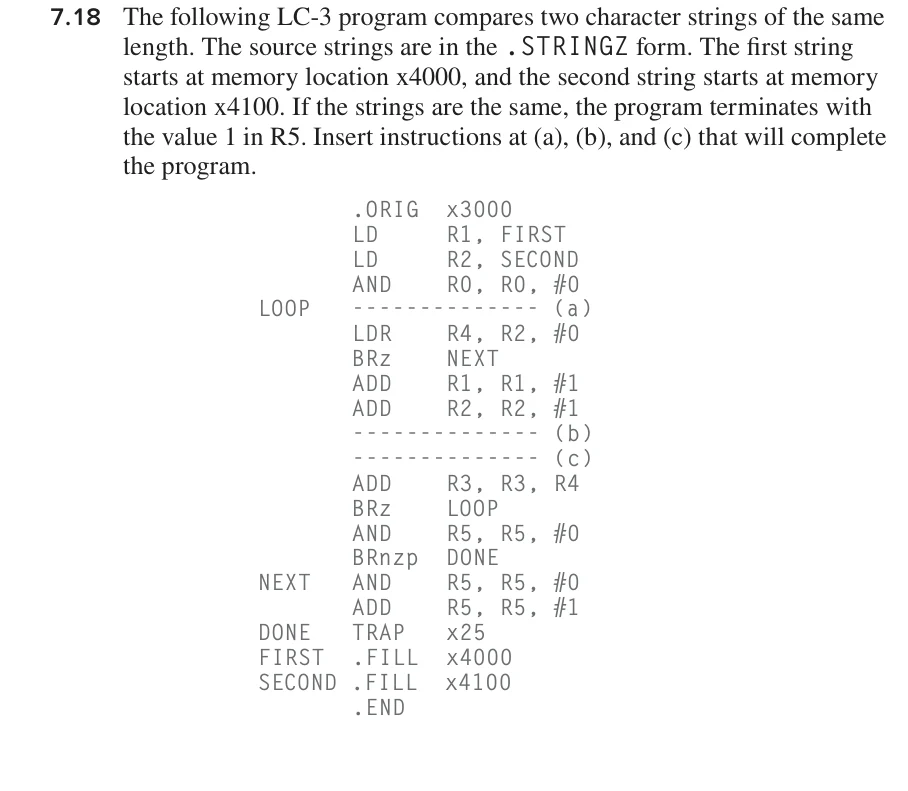 7.18 The following LC-3 program compares two character strings of the same
length. The source strings are in the .STRINGZ form. The first string
starts at memory location x4000, and the second string starts at memory
location x4100. If the strings are the same, the program terminates with
the value 1 in R5. Insert instructions at (a), (b), and (c) that will complete
the program.
.ORIG x3000
LD R1, FIRST
LD R2, SECOND
AND R0, R0, #0
LOOP -------------- (a)
LDR R4, R2, #0
BRz NEXT
ADD R1, R1, #1
ADD R2, R2, #1
-------------- (b)
-------------- (c)
ADD R3, R3, R4
BRz LOOP
AND R5, R5, #0
BRnzp DONE
NEXT AND R5, R5, #0
ADD R5, R5, #1
DONE TRAP x25
FIRST .FILL x4000
SECOND .FILL x4100
.END